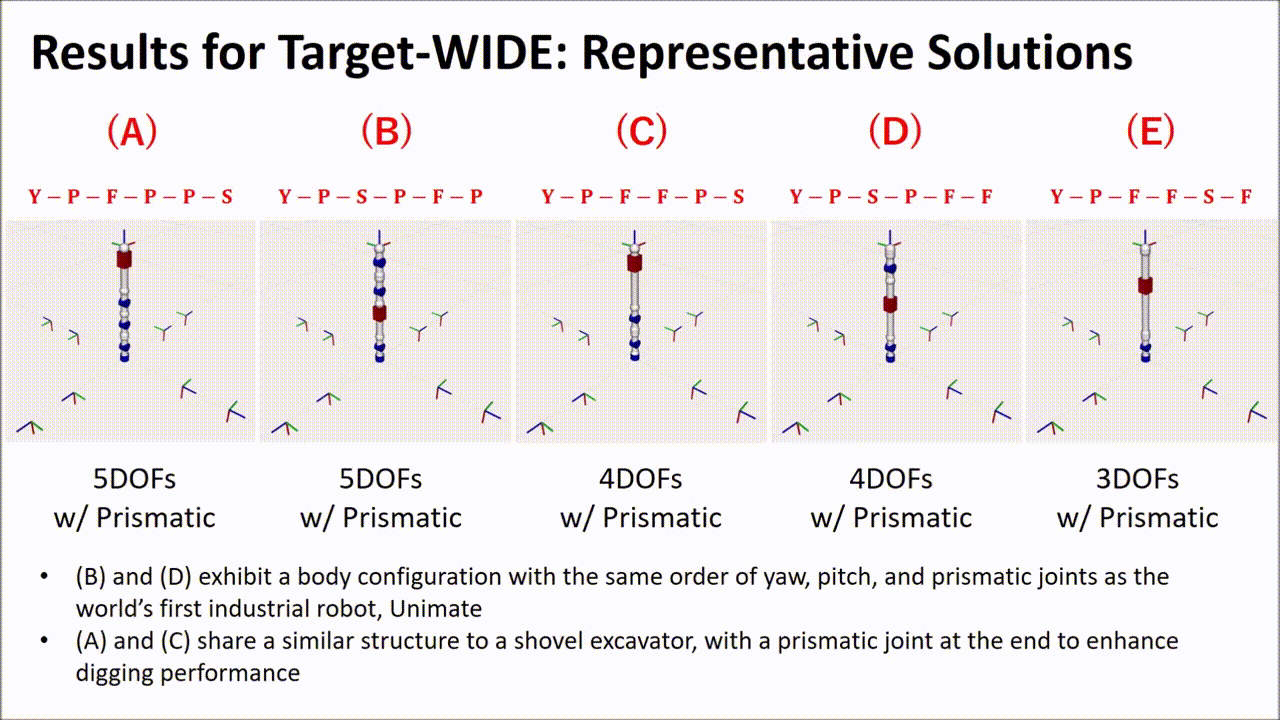 Results for Target-WIDE: Representative Solutions
(A) (B) (C) (D) (E)
Y – P – F – P – P – S Y – P – S – P – F – P Y – P – F – F – P – S Y – P – S – P – F – F Y – P – F – F – S – F
5DOFs 5DOFs 4DOFs 4DOFs 3DOFs
w/ Prismatic w/ Prismatic w/ Prismatic w/ Prismatic w/ Prismatic
• (B) and (D) exhibit a body configuration with the same order of yaw, pitch, and prismatic joints as the
world’s first industrial robot, Unimate
• (A) and (C) share a similar structure to a shovel excavator, with a prismatic joint at the end to enhance
digging performance